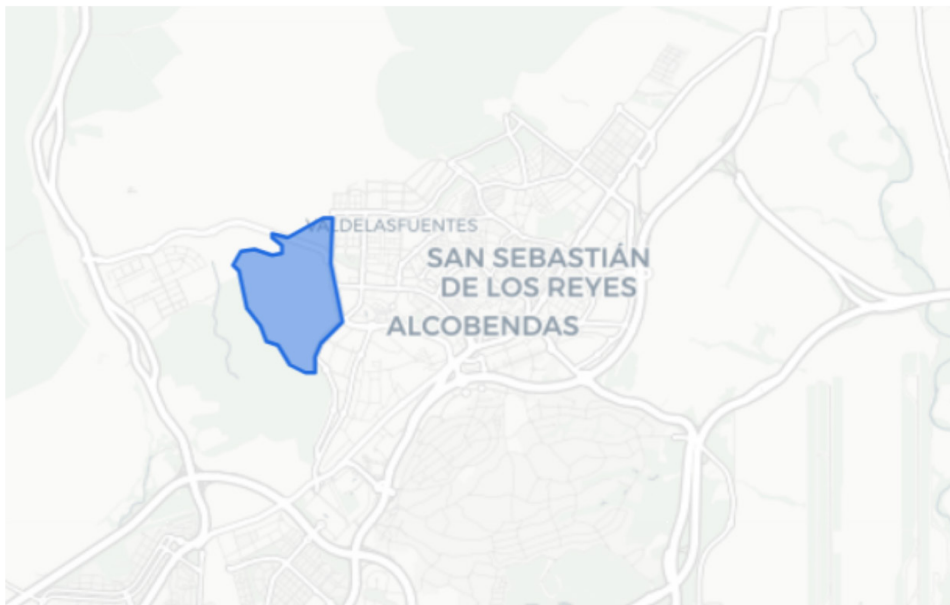 VALDELASFUENTES
SAN SEBASTIÁN
DE LOS REYES
ALCOBENDAS